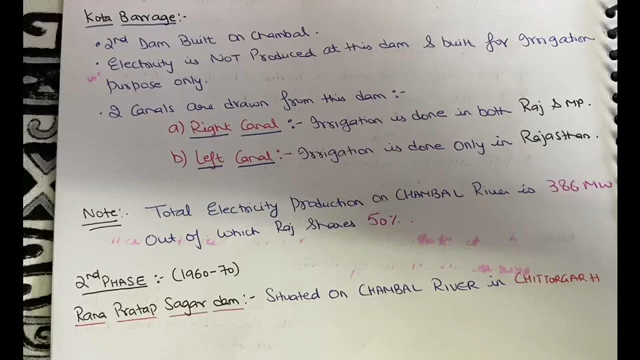 Kota Barrage:-
• 2nd Dam Built on Chambal.
• Electricity is NOT Produced at this dam & built for Irrigation
purpose only.
• 2 Canals are drawn from this dam:-
a) Right Canal:- Irrigation is done in both Raj & MP.
b) Left Canal:- Irrigation is done only in Rajasthan.
Note:- Total Electricity Production on CHAMBAL River is 386 MW
Out of which Raj Shares 50%.
2nd PHASE:- (1960-70)
Rana Pratap Sagar dam:- Situated on CHAMBAL RIVER in CHITTORGARH